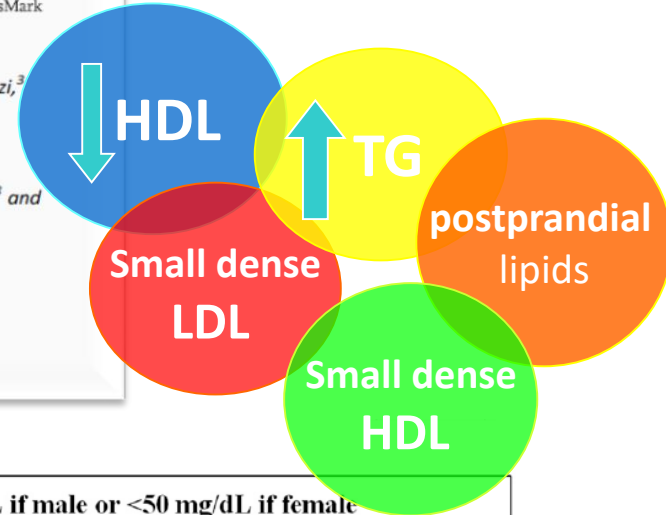 sMark
zi,3
HDL
TG
and
postprandial
lipids
Small dense
LDL
Small dense
HDL
if male or <50 mg/dL if female